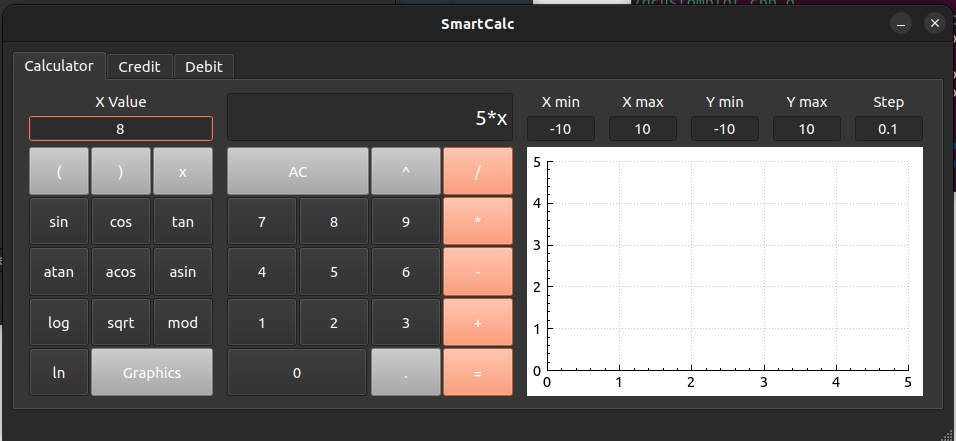 /qcustomplot.cpp.o
SmartCalc
Calculator Credit Debit
X Value
8
5*x
X min X max Y min Y max Step
-10 10 -10 10 0.1
( ) x AC ^ /
sin cos tan 7 8 9 *
atan acos asin 4 5 6 -
log sqrt mod 1 2 3 +
ln Graphics 0 . =
5
4
3
2
1
0
0 1 2 3 4 5